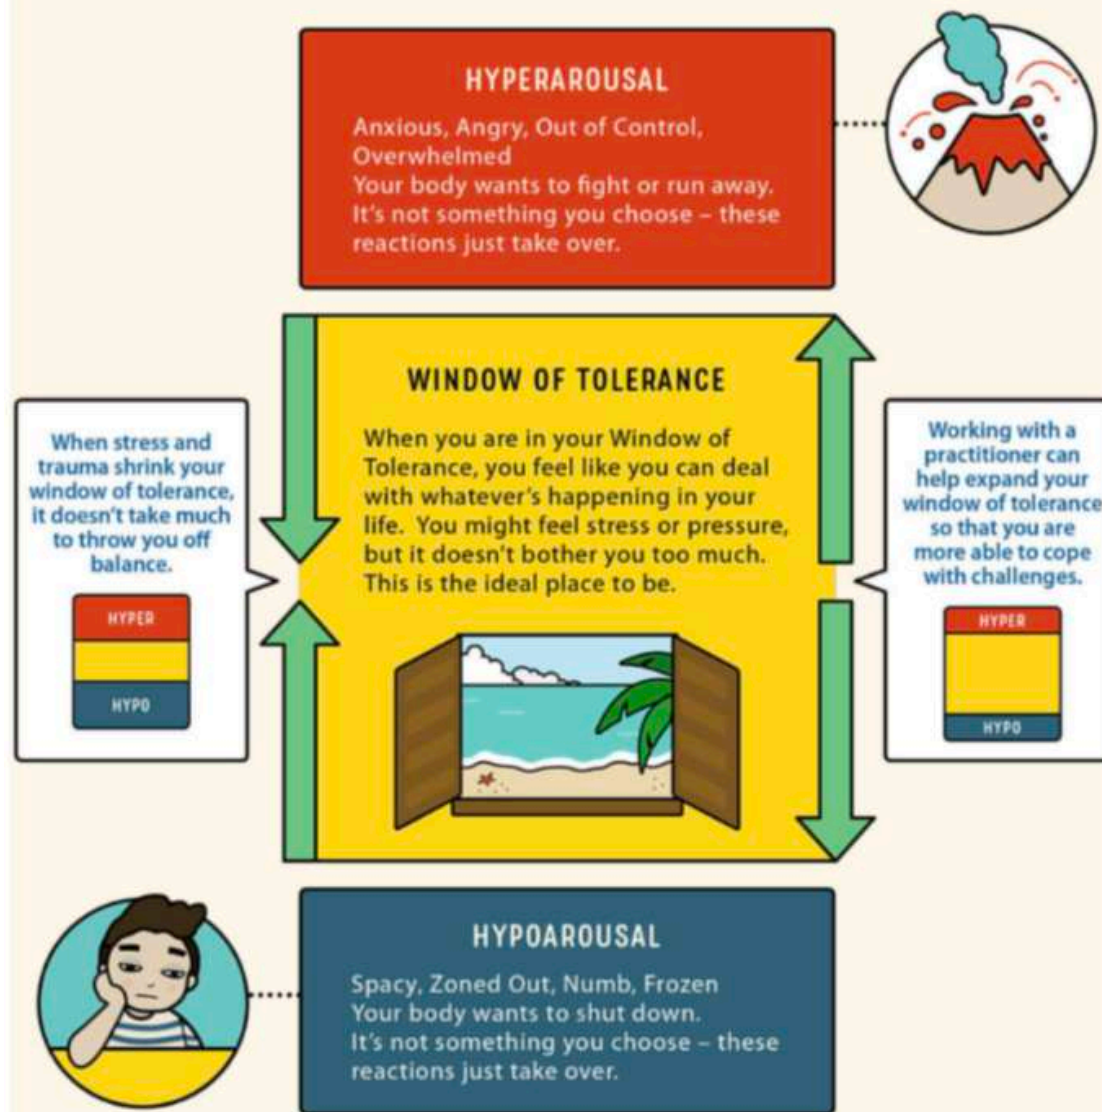 HYPERAROUSAL
Anxious, Angry, Out of Control,
Overwhelmed
Your body wants to fight or run away.
It's not something you choose – these
reactions just take over.
WINDOW OF TOLERANCE
When you are in your Window of
Tolerance, you feel like you can deal
with whatever's happening in your
life. You might feel stress or pressure,
but it doesn't bother you too much.
This is the ideal place to be.
When stress and
trauma shrink your
window of tolerance,
it doesn't take much
to throw you off
balance.
HYPER
HYPO
Working with a
practitioner can
help expand your
window of tolerance
so that you are
more able to cope
with challenges.
HYPER
HYPO
HYPOAROUSAL
Spacy, Zoned Out, Numb, Frozen
Your body wants to shut down.
It's not something you choose – these
reactions just take over.